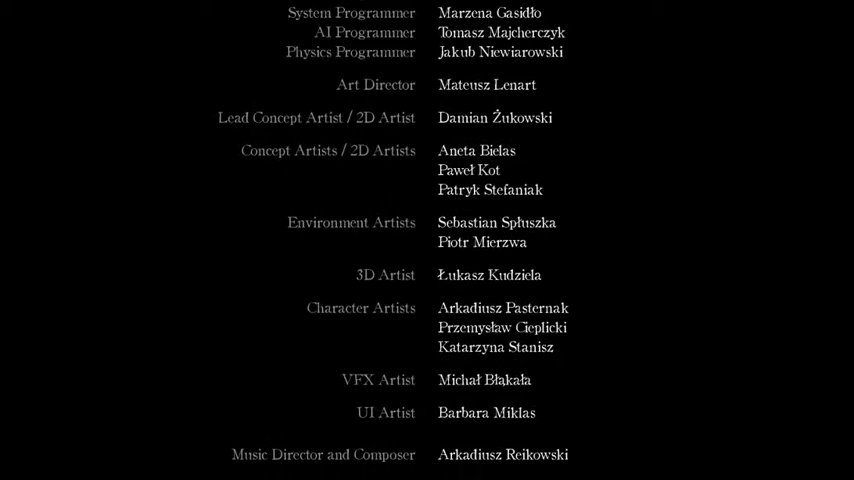 System Programmer Marzena Gasidło
AI Programmer Tomasz Majcherczyk
Physics Programmer Jakub Niewiarowski
Art Director Mateusz Lenart
Lead Concept Artist / 2D Artist Damian Żukowski
Concept Artists / 2D Artists Aneta Bielas
Paweł Kot
Patryk Stefaniak
Environment Artists Sebastian Spłuszka
Piotr Mierzwa
3D Artist Łukasz Kudziela
Character Artists Arkadiusz Pasternak
Przemysław Cieplicki
Katarzyna Stanisz
VFX Artist Michał Błąkała
UI Artist Barbara Miklas
Music Director and Composer Arkadiusz Reikowski